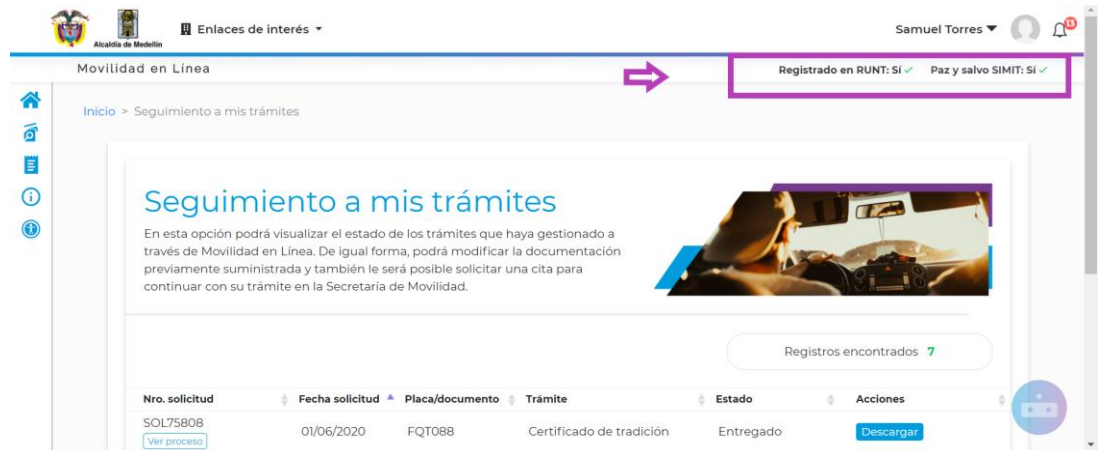 Alcaldía de Medellín
Enlaces de interés
Samuel Torres
13
Movilidad en Línea
Registrado en RUNT: Sí ✓ Paz y salvo SIMIT: Sí ✓
Inicio > Seguimiento a mis trámites
Seguimiento a mis trámites
En esta opción podrá visualizar el estado de los trámites que haya gestionado a
través de Movilidad en Línea. De igual forma, podrá modificar la documentación
previamente suministrada y también le será posible solicitar una cita para
continuar con su trámite en la Secretaría de Movilidad.
Registros encontrados 7
Nro. solicitud Fecha solicitud Placa/documento Trámite Estado Acciones
SOL75808
Ver proceso
01/06/2020 FQT088 Certificado de tradición Entregado Descargar